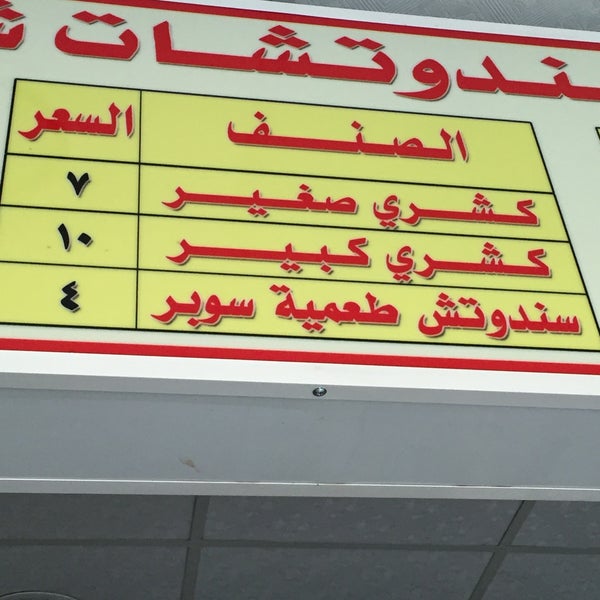 سندوتشات
الصنف السعر
كشري صغير ٧
كشري كبير ١٠
سندوتش طعمية سوبر ٤